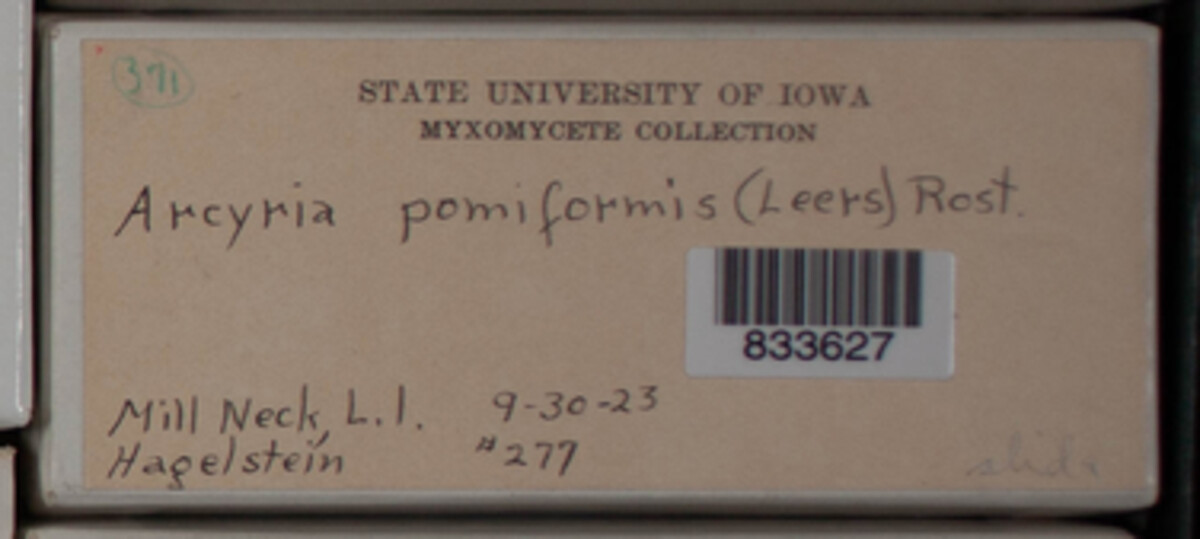 371
STATE UNIVERSITY OF IOWA
MYXOMYCETE COLLECTION
Arcyria pomiformis (Leers) Rost.
833627
Mill Neck, L.I. 9-30-23
Hagelstein #277
slide